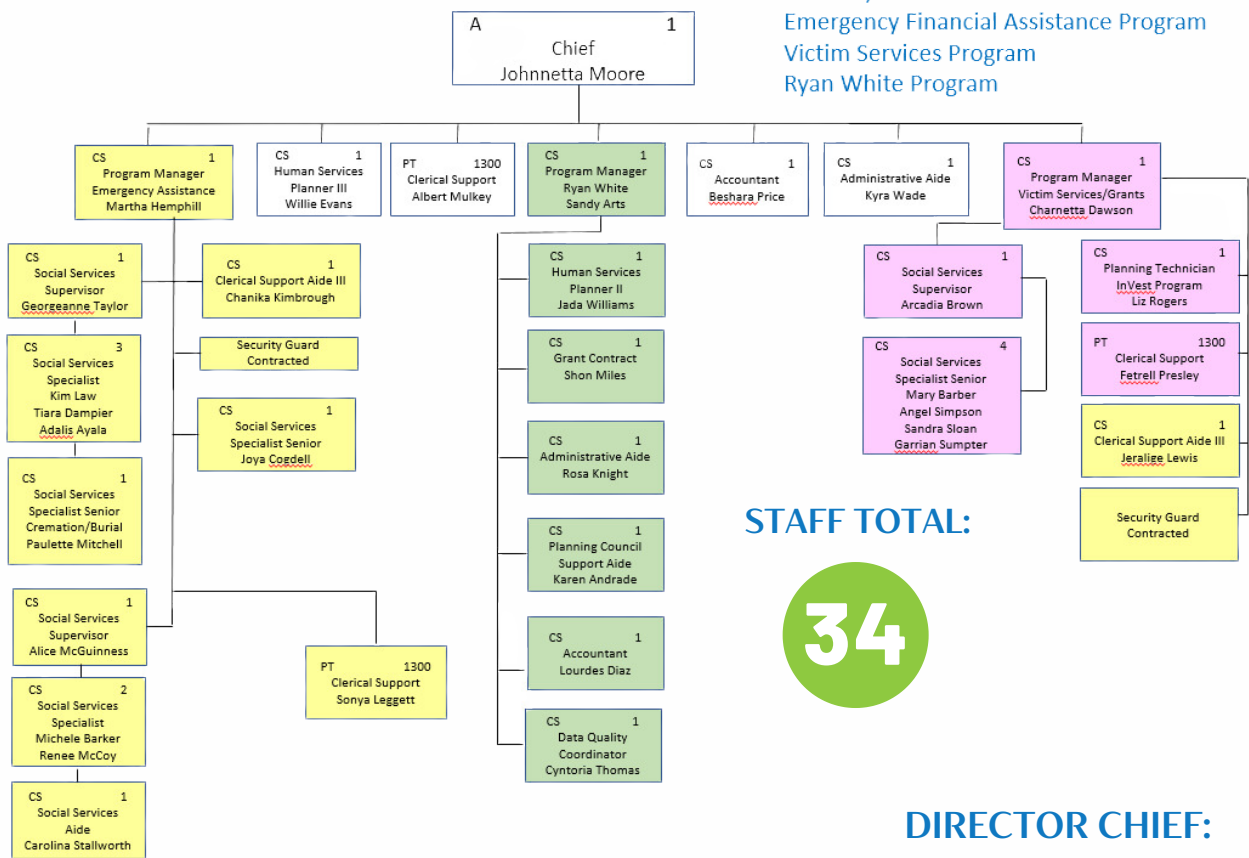 Emergency Financial Assistance Program
Victim Services Program
Ryan White Program
A 1
Chief
Johnnetta Moore
CS 1
Program Manager
Emergency Assistance
Martha Hemphill
CS 1
Human Services
Planner III
Willie Evans
PT 1300
Clerical Support
Albert Mulkey
CS 1
Program Manager
Ryan White
Sandy Arts
CS 1
Accountant
Beshara Price
CS 1
Administrative Aide
Kyra Wade
CS 1
Program Manager
Victim Services/Grants
Charnetta Dawson
CS 1
Social Services
Supervisor
Georgeanne Taylor
CS 1
Clerical Support Aide III
Chanika Kimbrough
CS 3
Social Services
Specialist
Kim Law
Tiara Dampier
Adalis Ayala
Security Guard
Contracted
CS 1
Social Services
Specialist Senior
Joya Cogdell
CS 1
Social Services
Specialist Senior
Cremation/Burial
Paulette Mitchell
CS 1
Social Services
Supervisor
Alice McGuinness
CS 2
Social Services
Specialist
Michele Barker
Renee McCoy
CS 1
Social Services
Aide
Carolina Stallworth
PT 1300
Clerical Support
Sonya Leggett
CS 1
Human Services
Planner II
Jada Williams
CS 1
Grant Contract
Shon Miles
CS 1
Administrative Aide
Rosa Knight
CS 1
Planning Council
Support Aide
Karen Andrade
CS 1
Accountant
Lourdes Diaz
CS 1
Data Quality
Coordinator
Cyntoria Thomas
CS 1
Social Services
Supervisor
Arcadia Brown
CS 4
Social Services
Specialist Senior
Mary Barber
Angel Simpson
Sandra Sloan
Garrian Sumpter
CS 1
Planning Technician
InVest Program
Liz Rogers
PT 1300
Clerical Support
Fetrell Presley
CS 1
Clerical Support Aide III
Jeralige Lewis
Security Guard
Contracted
STAFF TOTAL:
34
DIRECTOR CHIEF: